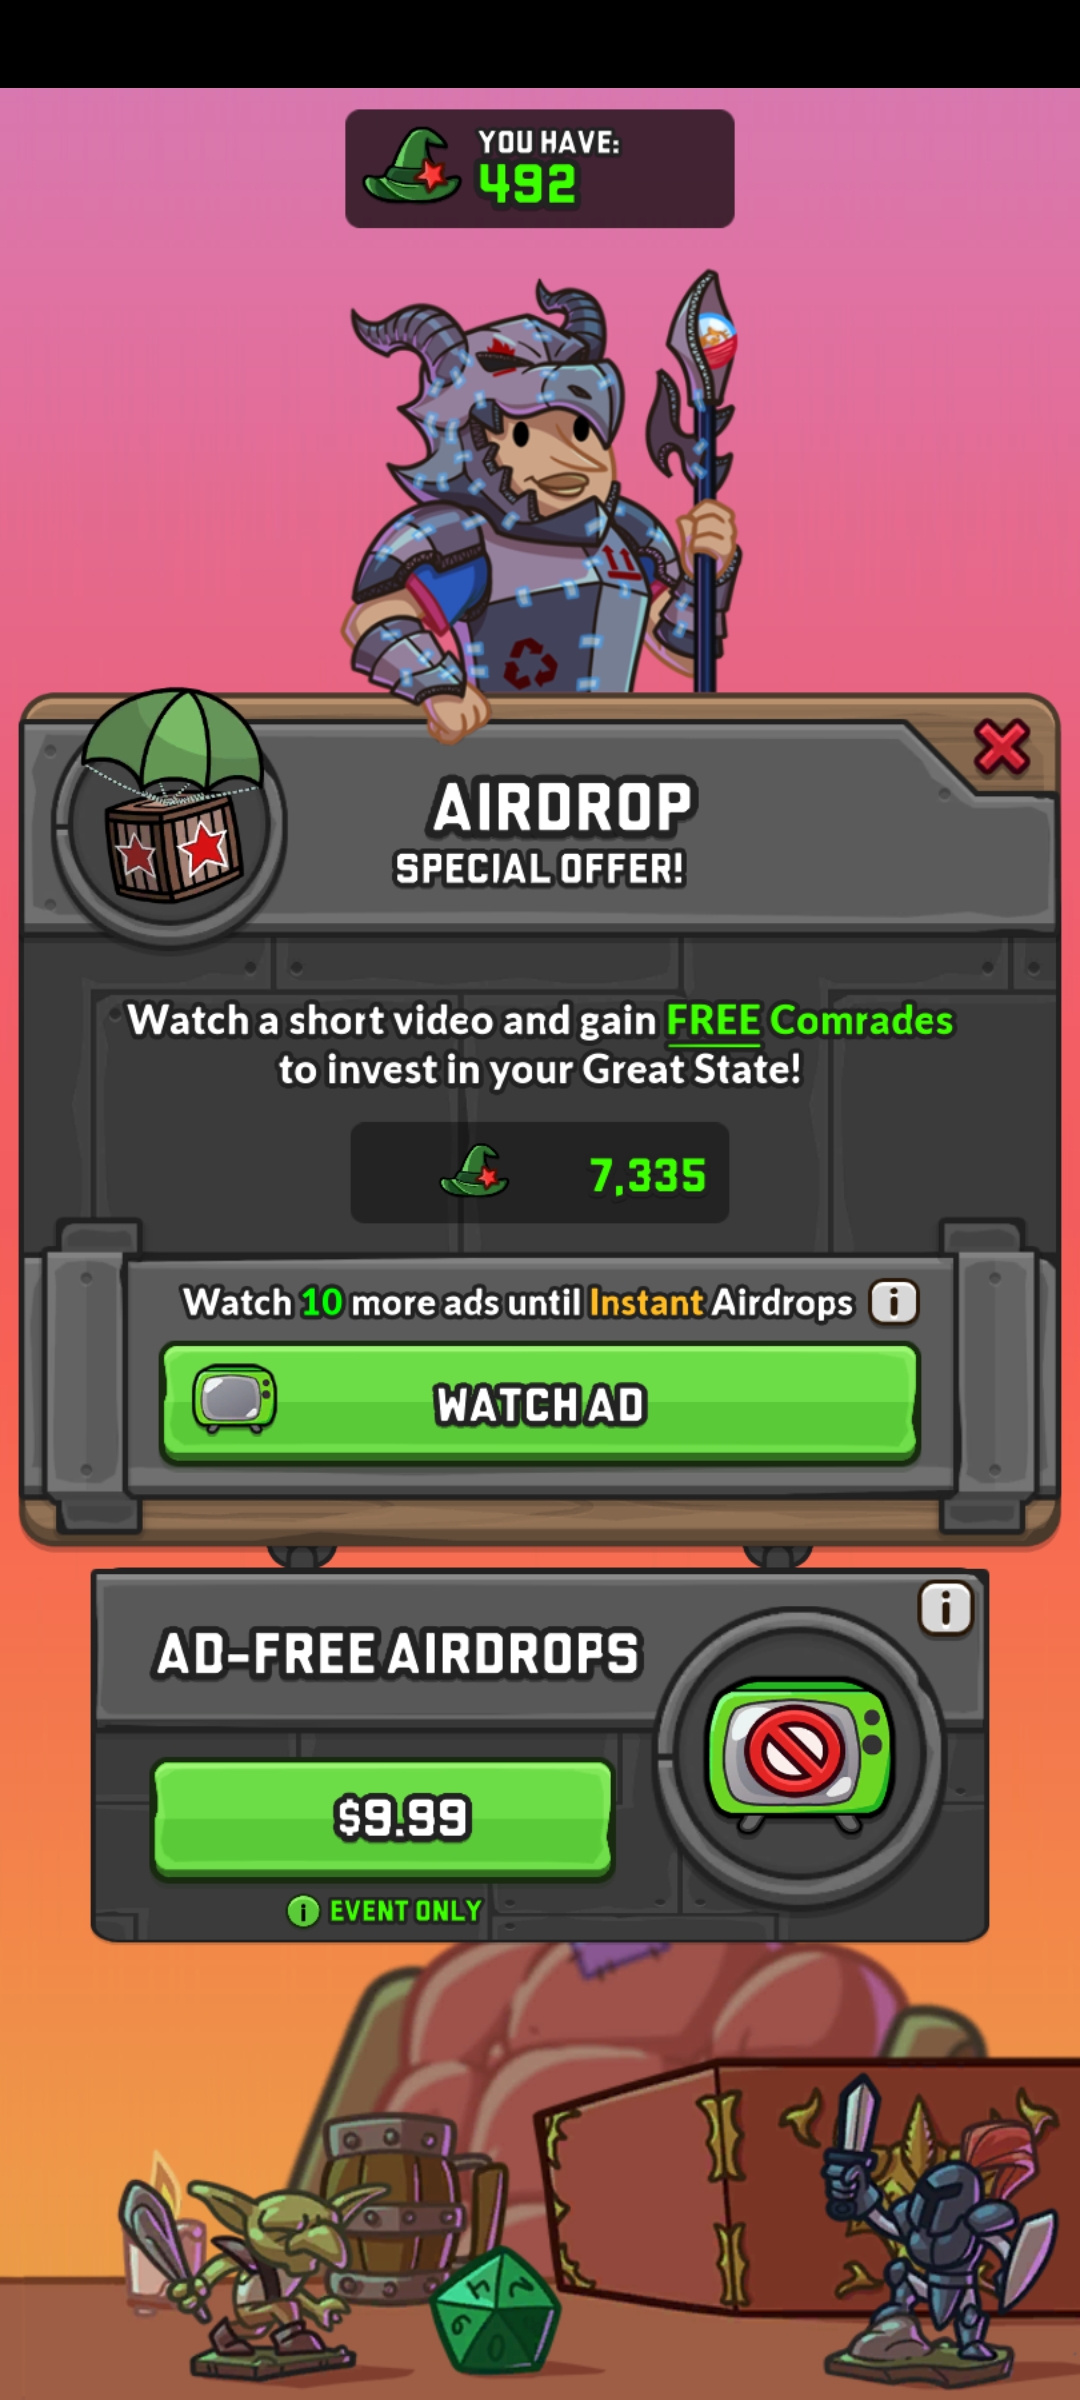 YOU HAVE:
492
AIRDROP
SPECIAL OFFER!
Watch a short video and gain FREE Comrades
to invest in your Great State!
7,335
Watch 10 more ads until Instant Airdrops i
WATCH AD
i
AD-FREE AIRDROPS
$9.99
i EVENT ONLY